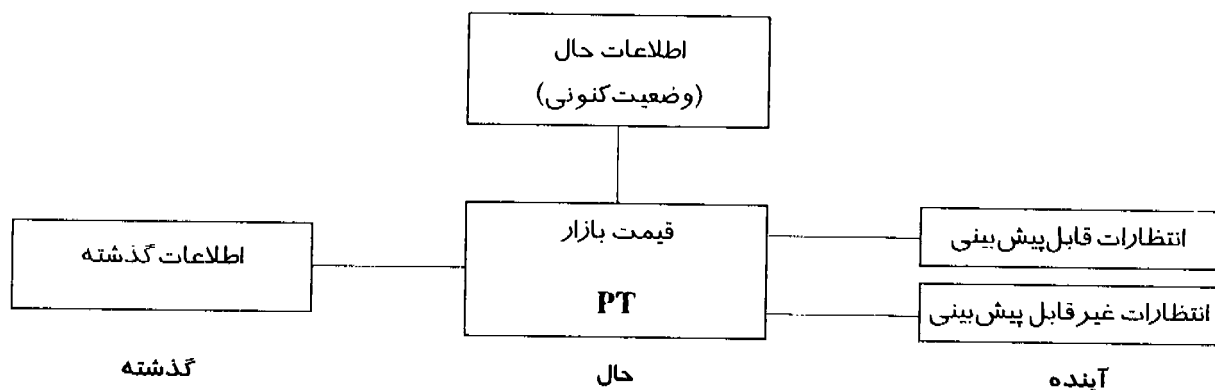 اطلاعات حال
(وضعیت کنونی)
قیمت بازار
PT
انتظارات قابل پیش‌بینی
انتظارات غیر قابل پیش‌بینی
اطلاعات گذشته
آینده
حال
گذشته